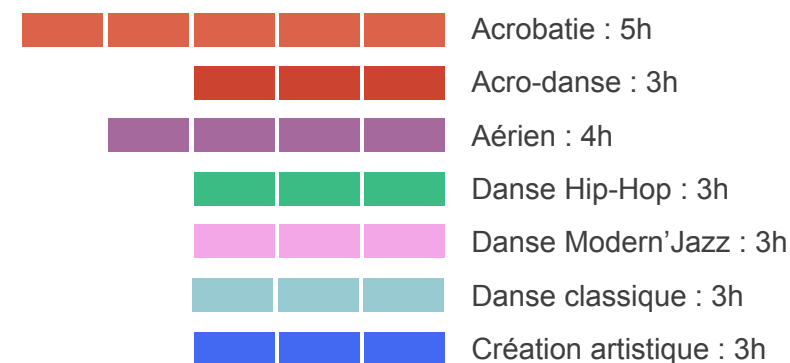 Acrobatie : 5h
Acro-danse : 3h
Aérien : 4h
Danse Hip-Hop : 3h
Danse Modern’Jazz : 3h
Danse classique : 3h
Création artistique : 3h